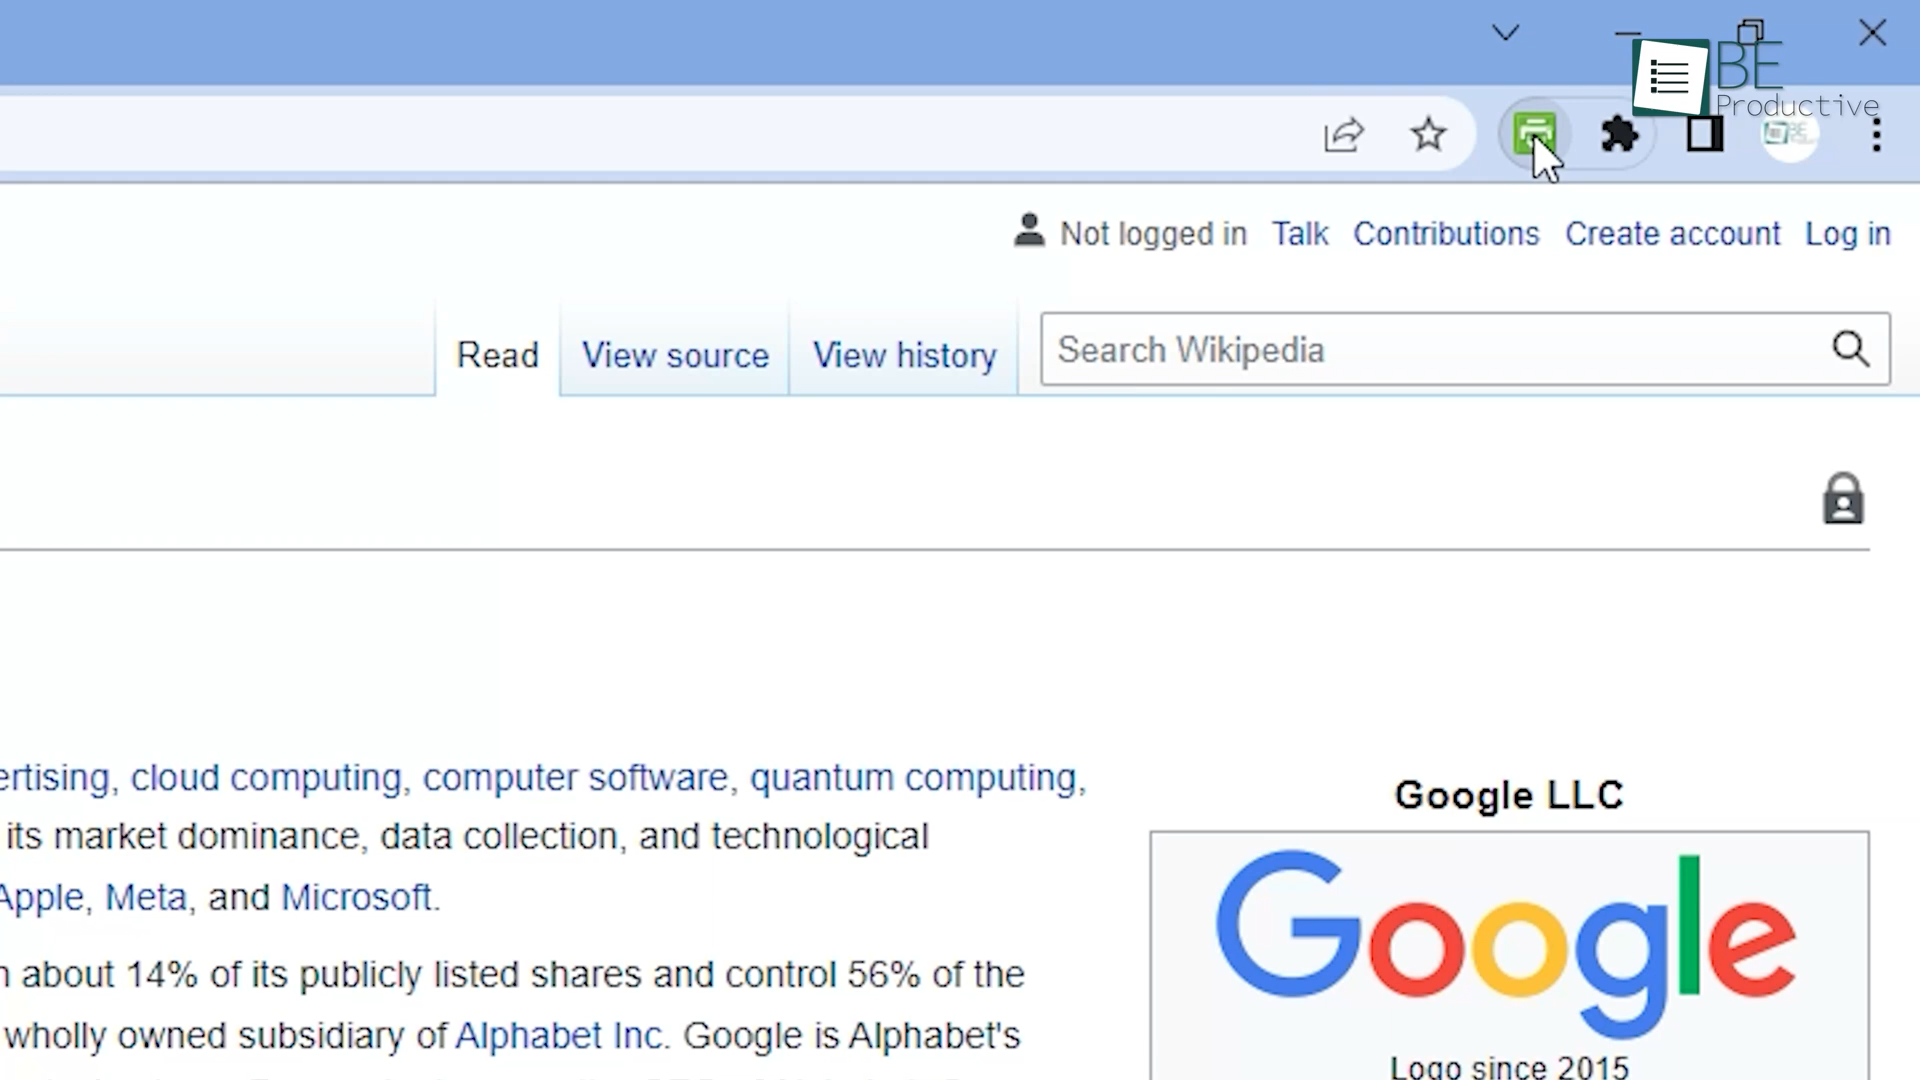 BE
Productive
Not logged in Talk Contributions Create account Log in
Read View source View history Search Wikipedia
ertising, cloud computing, computer software, quantum computing,
its market dominance, data collection, and technological
Apple, Meta, and Microsoft.
about 14% of its publicly listed shares and control 56% of the
wholly owned subsidiary of Alphabet Inc. Google is Alphabet's
Google LLC
Google
Logo since 2015